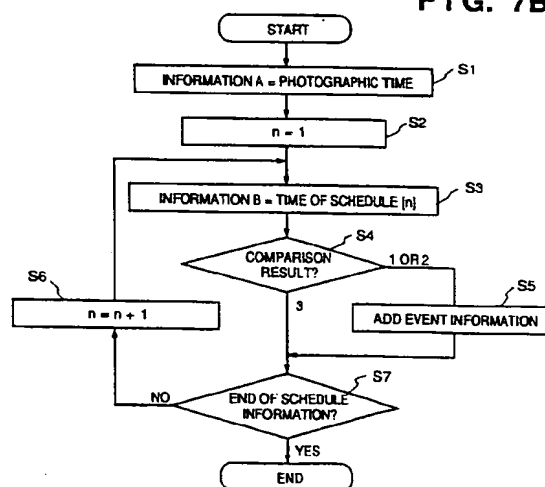 FIG. 7B
START
S1
INFORMATION A = PHOTOGRAPHIC TIME
S2
n = 1
S3
INFORMATION B = TIME OF SCHEDULE [n]
S4
COMPARISON
RESULT?
1 OR 2
S6
n = n + 1
S5
3
ADD EVENT INFORMATION
S7
NO
END OF SCHEDULE
INFORMATION?
YES
END